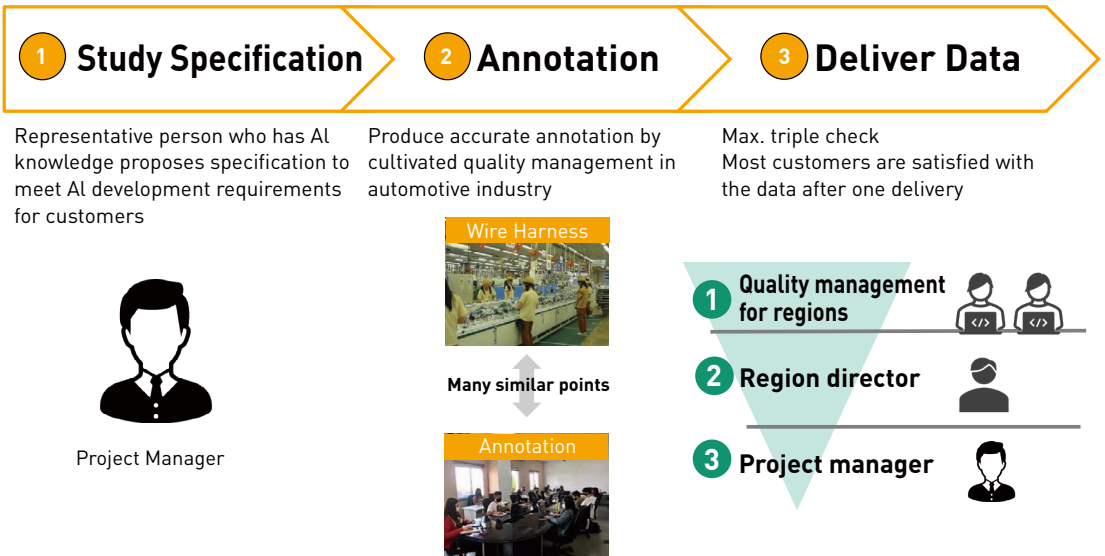 1 Study Specification
2 Annotation
3 Deliver Data
Representative person who has AI
knowledge proposes specification to
meet AI development requirements
for customers
Project Manager
Produce accurate annotation by
cultivated quality management in
automotive industry
Wire Harness
Many similar points
Annotation
Max. triple check
Most customers are satisfied with
the data after one delivery
1 Quality management
for regions
</>
</>
2 Region director
3 Project manager